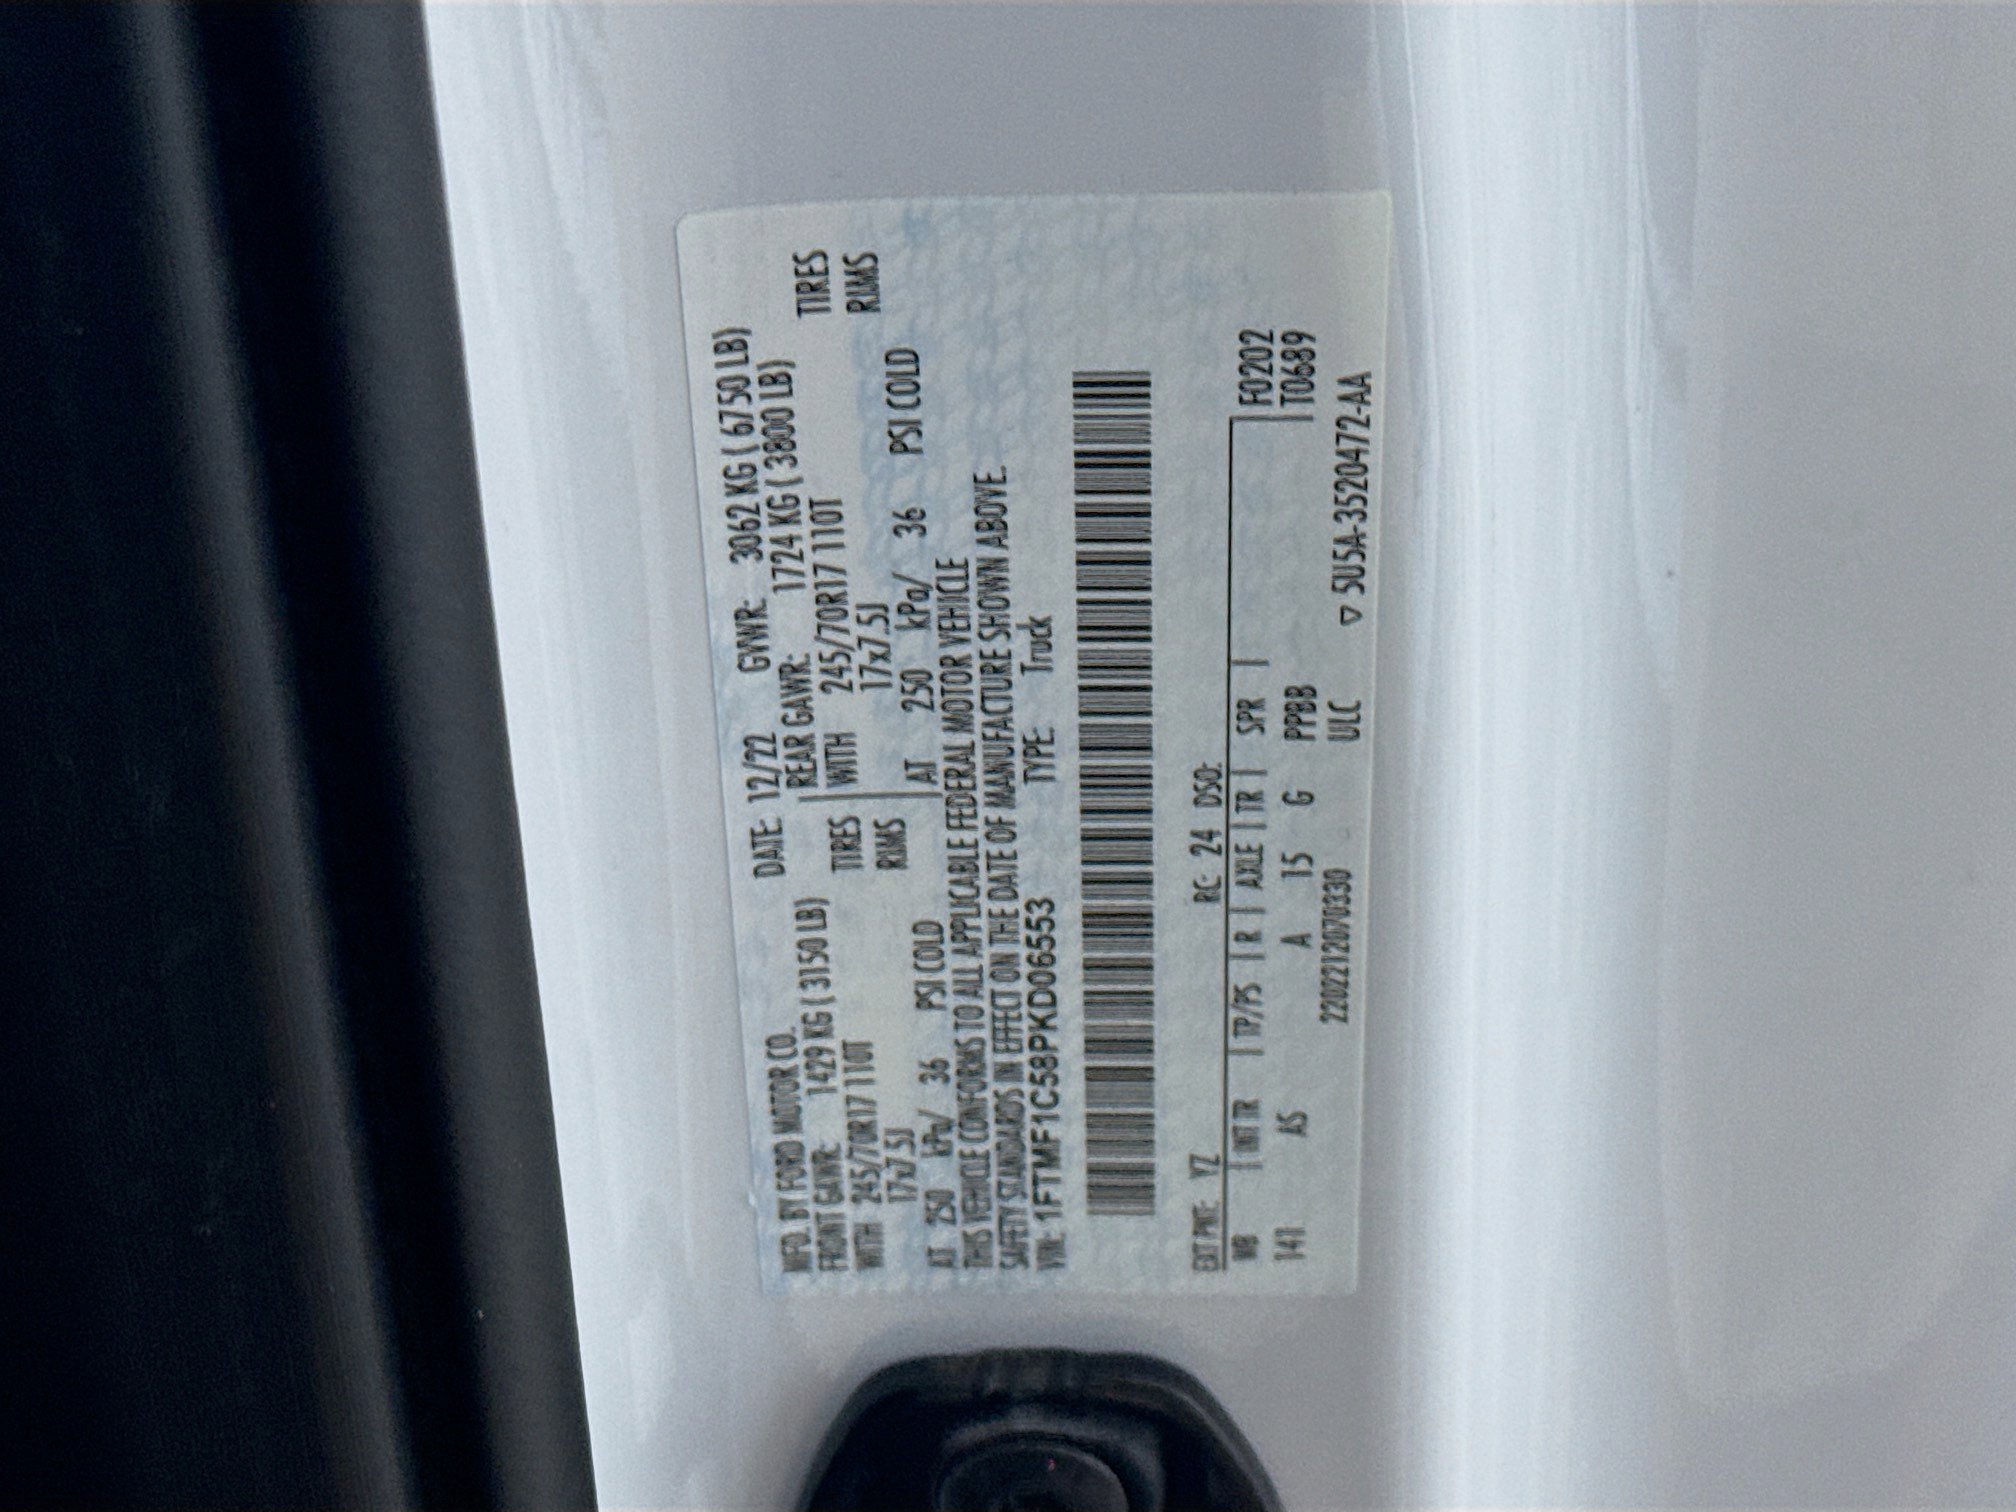 MFD. BY FORD MOTOR CO. DATE: 12/22 GVWR: 3062 KG ( 6750 LB)
FRONT GAWR: 1429 KG ( 3150 LB) REAR GAWR: 1724 KG ( 3800 LB)
WITH 245/70R17 110T TIRES WITH 245/70R17 110T TIRES
17x7.5J RIMS 17x7.5J RIMS
AT 250 kPa/ 36 PSI COLD AT 250 kPa/ 36 PSI COLD
THIS VEHICLE CONFORMS TO ALL APPLICABLE FEDERAL MOTOR VEHICLE
SAFETY STANDARDS IN EFFECT ON THE DATE OF MANUFACTURE SHOWN ABOVE.
VIN: 1FTMF1C58PKD06553 TYPE: Truck
EXT PNT: YZ RC: 24 DSO:
WB | INT TR | TP/PS | R | AXLE | TR | SPR | F0202
141 AS A 15 G PPBB T0689
2202212070330 ULC ▽ 5U5A-3520472-AA